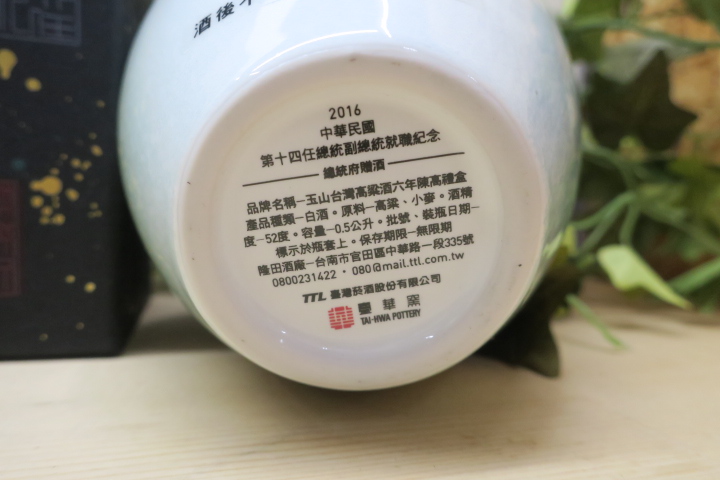 酒後不
2016
中華民國
第十四任總統副總統就職紀念
總統府贈酒
品牌名稱—玉山台灣高粱酒六年陳高禮盒
產品種類—白酒。原料—高粱、小麥。酒精
度—52度。容量—0.5公升。批號、裝瓶日期—
標示於瓶套上。保存期限—無限期
隆田酒廠—台南市官田區中華路一段335號
0800231422・080@mail.ttl.com.tw
TTL 臺灣菸酒股份有限公司
臺華窯
TAI-HWA POTTERY